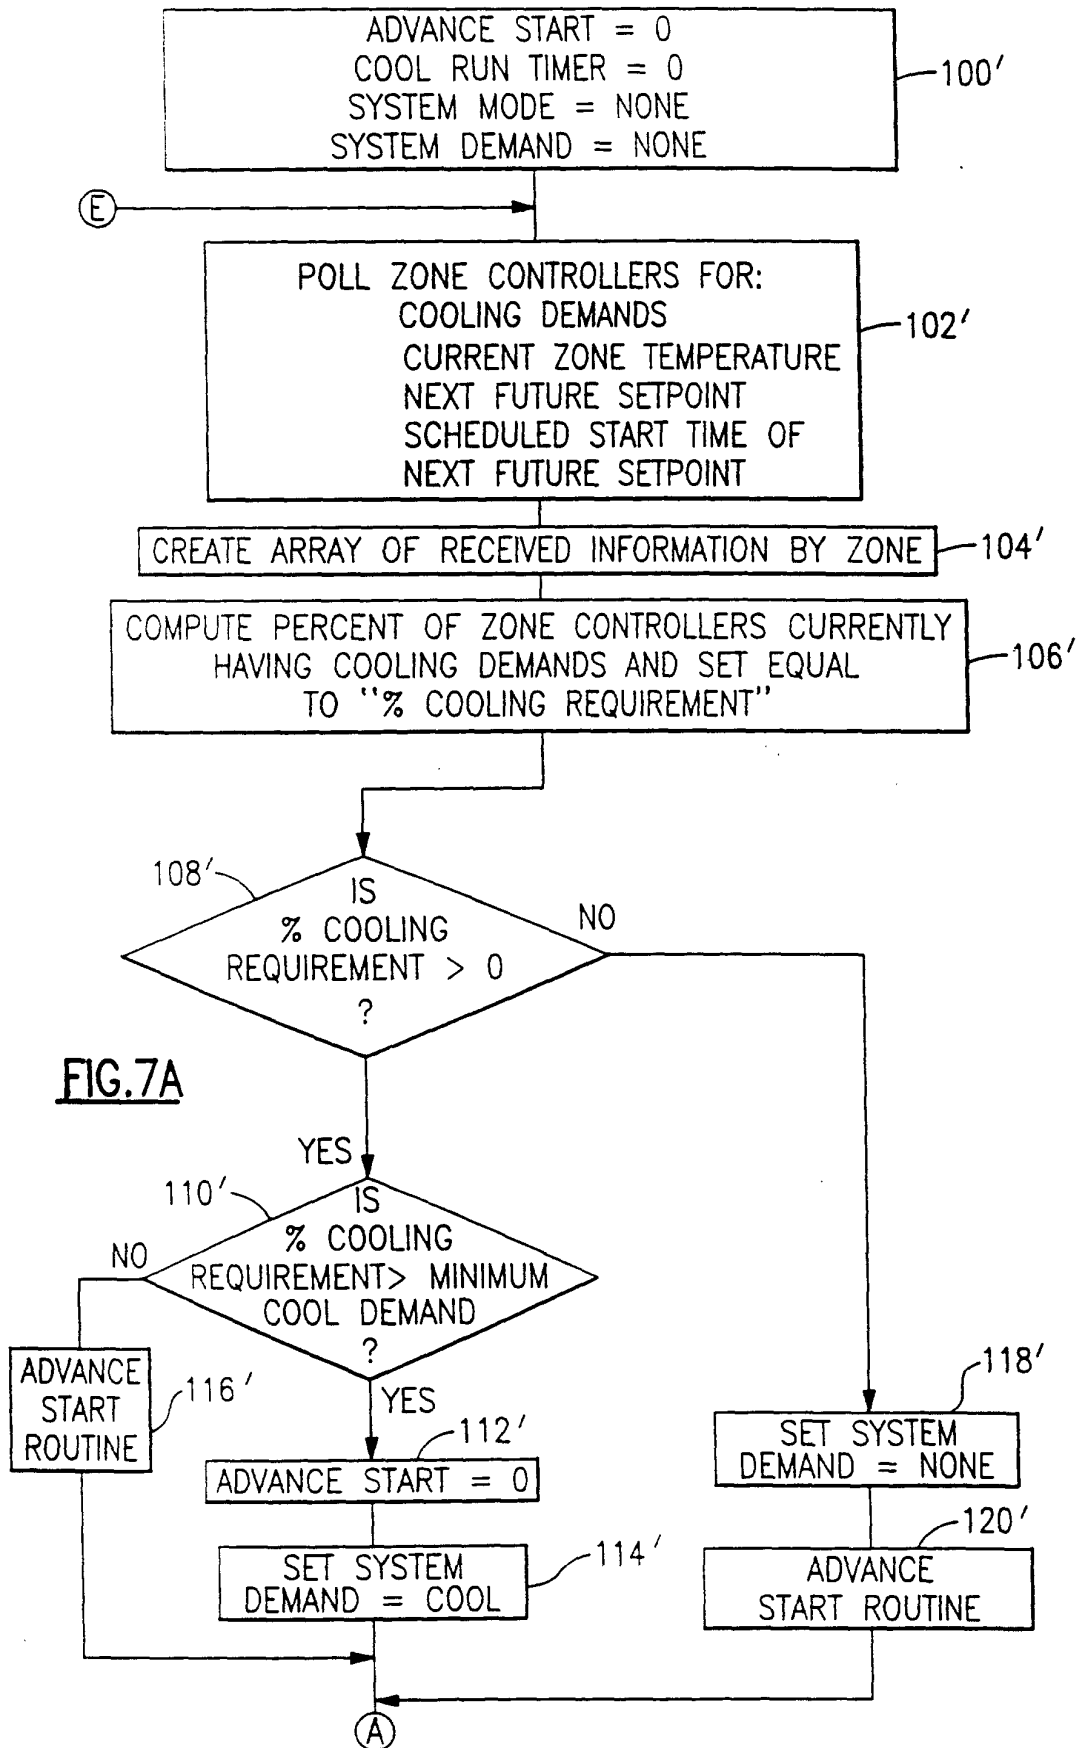 ADVANCE START = 0
COOL RUN TIMER = 0
SYSTEM MODE = NONE
SYSTEM DEMAND = NONE
100'
E
POLL ZONE CONTROLLERS FOR:
COOLING DEMANDS
CURRENT ZONE TEMPERATURE
NEXT FUTURE SETPOINT
SCHEDULED START TIME OF
NEXT FUTURE SETPOINT
102'
CREATE ARRAY OF RECEIVED INFORMATION BY ZONE
104'
COMPUTE PERCENT OF ZONE CONTROLLERS CURRENTLY
HAVING COOLING DEMANDS AND SET EQUAL
TO "% COOLING REQUIREMENT"
106'
108'
IS
% COOLING
REQUIREMENT > 0
?
NO
FIG.7A
YES
110'
IS
% COOLING
REQUIREMENT> MINIMUM
COOL DEMAND
?
NO
YES
ADVANCE
START
ROUTINE
116'
112'
ADVANCE START = 0
SET SYSTEM
DEMAND = COOL
114'
118'
SET SYSTEM
DEMAND = NONE
120'
ADVANCE
START ROUTINE
A